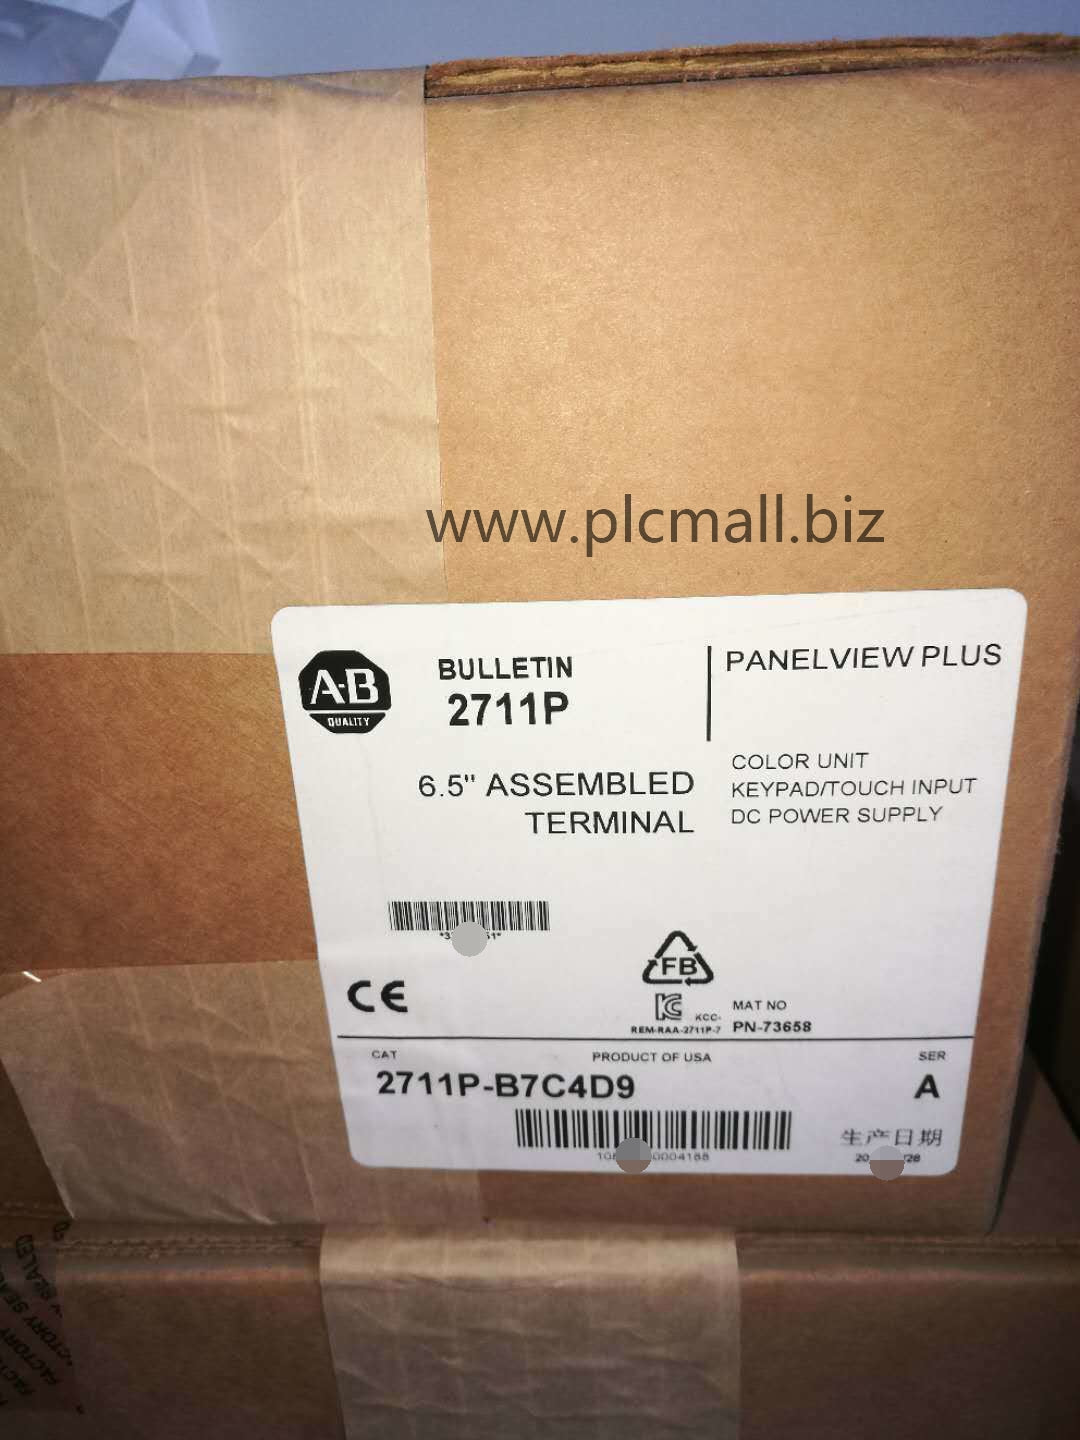 www.plcmall.biz
A-B
QUALITY
BULLETIN
2711P
PANELVIEW PLUS
6.5" ASSEMBLED
TERMINAL
COLOR UNIT
KEYPAD/TOUCH INPUT
DC POWER SUPPLY
CE
FB
KCC-
REM-RAA-2711P-7
MAT NO
PN-73658
CAT
PRODUCT OF USA
SER
2711P-B7C4D9
A
生产日期
FACTORY SEALED